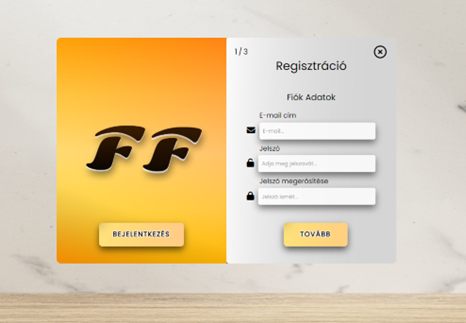 FF
BEJELENTKEZÉS
1 / 3
Regisztráció
Fiók Adatok
E-mail cím
E-mail...
Jelszó
Adja meg jelszavát...
Jelszó megerősítése
Jelszó ismét...
TOVÁBB